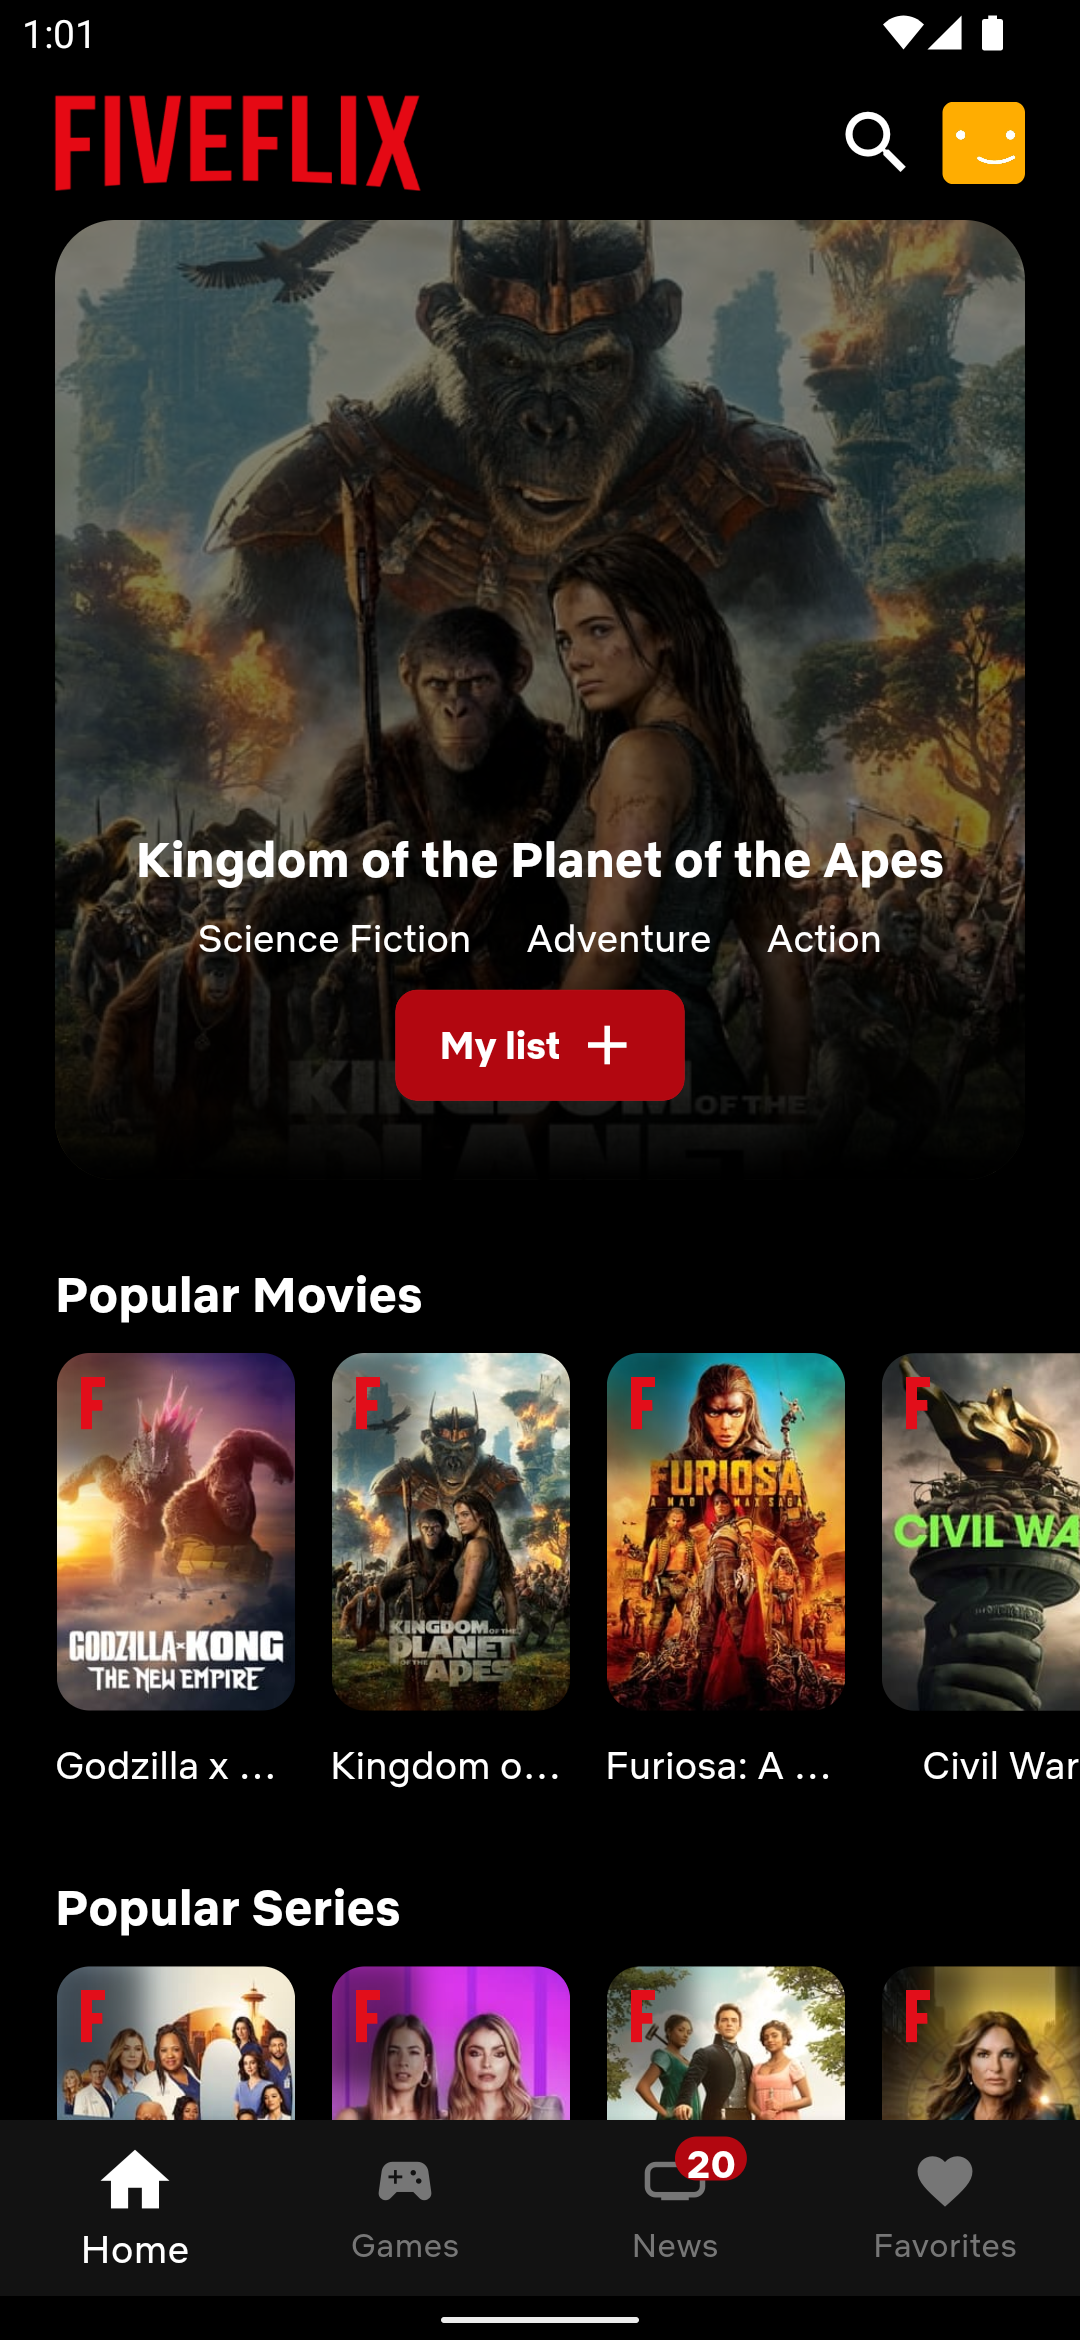 1:01
FIVEFLIX
Kingdom of the Planet of the Apes
Science Fiction Adventure Action
My list +
KINGDOM OF THE
PLANET
Popular Movies
F
GODZILLA x KONG
THE NEW EMPIRE
F
KINGDOM OF THE
PLANET
OF THE APES
F
FURIOSA
A MAD MAX SAGA
F
CIVIL WA
Godzilla x ...
Kingdom o...
Furiosa: A ...
Civil War
Popular Series
F
F
F
F
20
Home
Games
News
Favorites